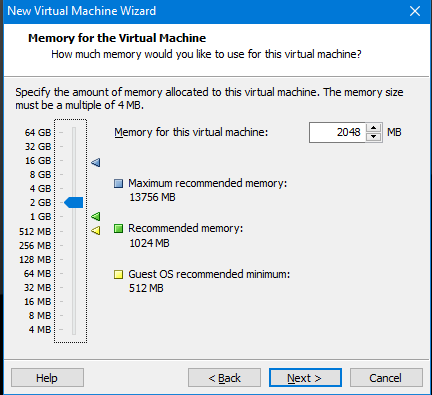 New Virtual Machine Wizard
Memory for the Virtual Machine
How much memory would you like to use for this virtual machine?
Specify the amount of memory allocated to this virtual machine. The memory size
must be a multiple of 4 MB.
64 GB
32 GB
16 GB
8 GB
4 GB
2 GB
1 GB
512 MB
256 MB
128 MB
64 MB
32 MB
16 MB
8 MB
4 MB
Memory for this virtual machine: 2048 MB
Maximum recommended memory:
13756 MB
Recommended memory:
1024 MB
Guest OS recommended minimum:
512 MB
Help < Back Next > Cancel